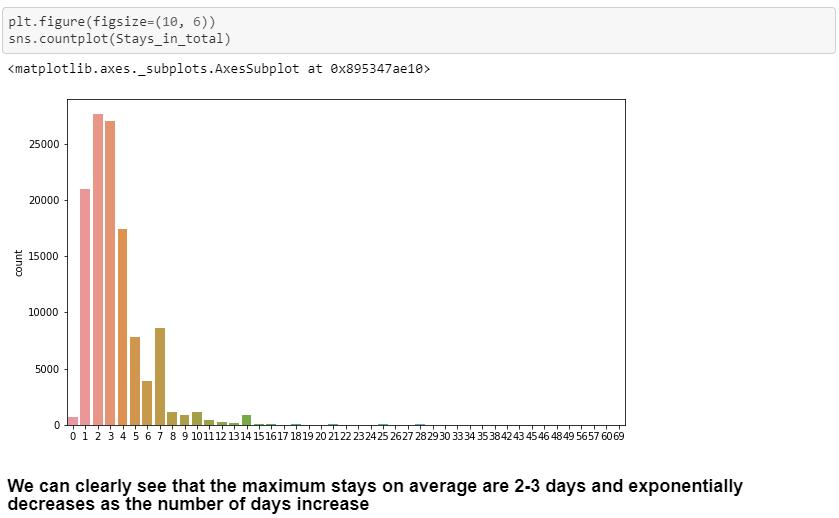 plt.figure(figsize=(10, 6))
sns.countplot(Stays_in_total)
<matplotlib.axes._subplots.AxesSubplot at 0x895347ae10>
25000
20000
15000
10000
5000
0
count
0 1 2 3 4 5 6 7 8 9 10 11 12 13 14 15 16 17 18 19 20 21 22 23 24 25 26 27 28 29 30 33 34 35 38 42 43 45 46 48 49 56 57 60 69
We can clearly see that the maximum stays on average are 2-3 days and exponentially
decreases as the number of days increase